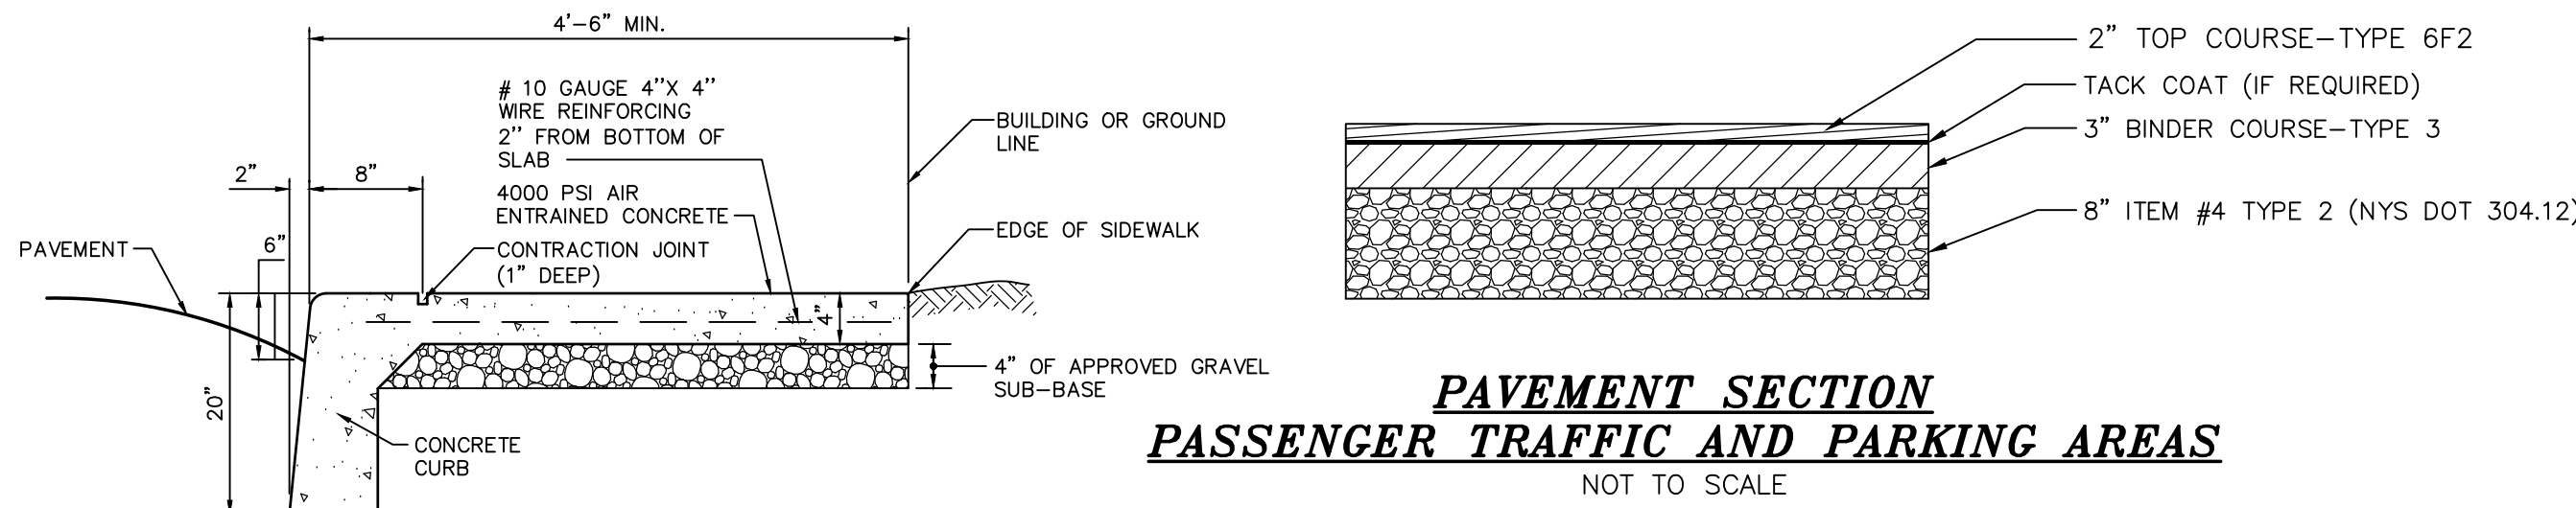 4'-6" MIN.
# 10 GAUGE 4"X 4"
WIRE REINFORCING
2" FROM BOTTOM OF
SLAB
2"
8"
4000 PSI AIR
ENTRAINED CONCRETE
BUILDING OR GROUND
LINE
PAVEMENT
6"
CONTRACTION JOINT
(1" DEEP)
EDGE OF SIDEWALK
4"
20"
4" OF APPROVED GRAVEL
SUB-BASE
CONCRETE
CURB
2" TOP COURSE-TYPE 6F2
TACK COAT (IF REQUIRED)
3" BINDER COURSE-TYPE 3
8" ITEM #4 TYPE 2 (NYS DOT 304.12)
PAVEMENT SECTION
PASSENGER TRAFFIC AND PARKING AREAS
NOT TO SCALE